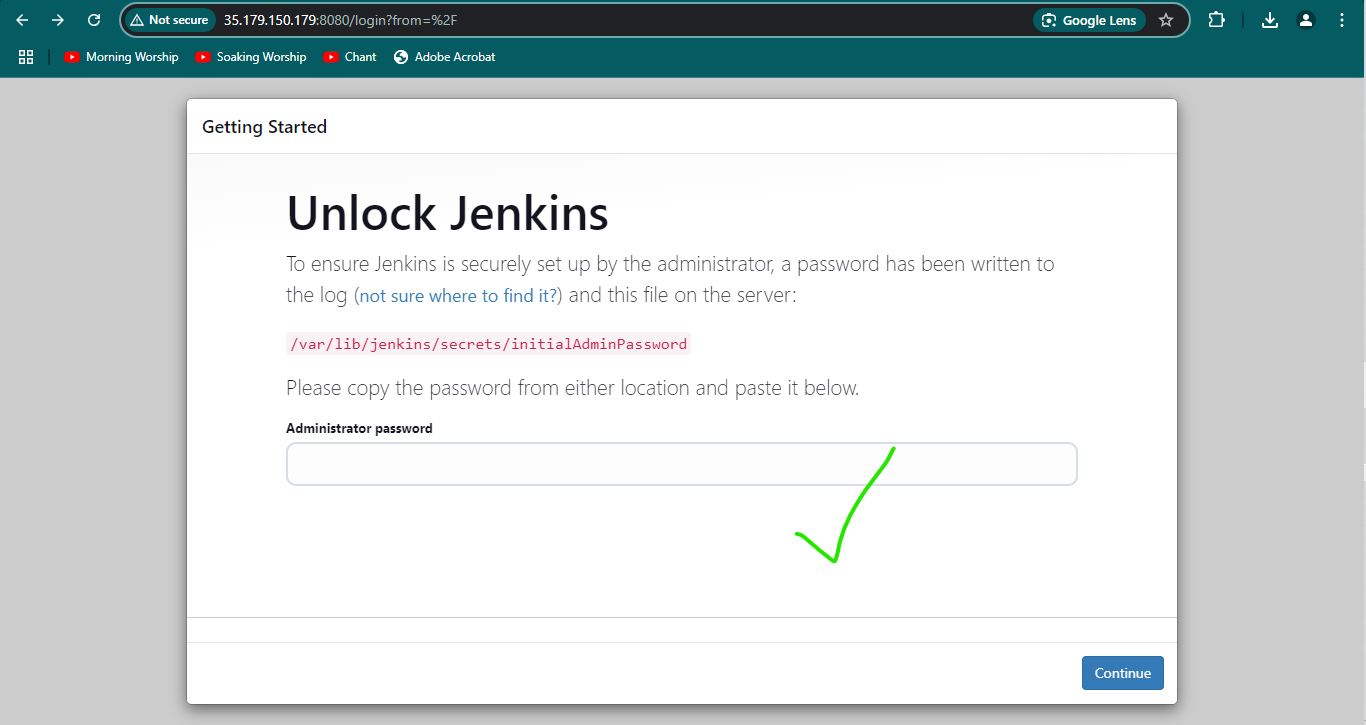 Not secure 35.179.150.179:8080/login?from=%2F Google Lens
Morning Worship Soaking Worship Chant Adobe Acrobat
Getting Started
Unlock Jenkins
To ensure Jenkins is securely set up by the administrator, a password has been written to
the log (not sure where to find it?) and this file on the server:
/var/lib/jenkins/secrets/initialAdminPassword
Please copy the password from either location and paste it below.
Administrator password
Continue